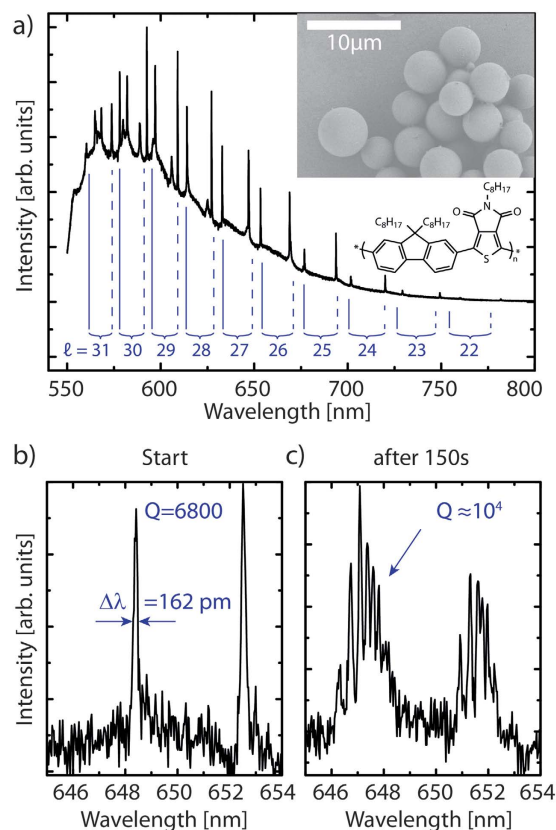 a)
10μm
Intensity [arb. units]
C₈H₁₇
N
O
O
C₈H₁₇
C₈H₁₇
*
S
*
n
ℓ = 31
30
29
28
27
26
25
24
23
22
550
600
650
700
750
800
Wavelength [nm]
b)
Start
c)
after 150s
Q=6800
Q ≈10⁴
Δλ =162 pm
Intensity [arb. units]
646
648
650
652
654
646
648
650
652
654
Wavelength [nm]
Wavelength [nm]